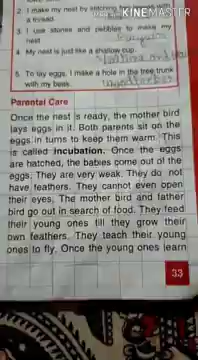 Made With
KINEMASTER
2 I make my nest by stitching
a thread.
3 I use stones and pebbles to make my
nest Penguin
4 My nest is just like a shallow cup.
5. To lay eggs, I make a hole in the tree trunk
with my beak.
Parental Care
Once the nest is ready, the mother bird
lays eggs in it. Both parents sit on the
eggs in turns to keep them warm. This
is called incubation. Once the eggs
are hatched, the babies come out of the
eggs. They are very weak. They do not
have feathers. They cannot even open
their eyes. The mother bird and father
bird go out in search of food. They feed
their young ones till they grow their
own feathers. They teach their young
ones to fly. Once the young ones learn
33